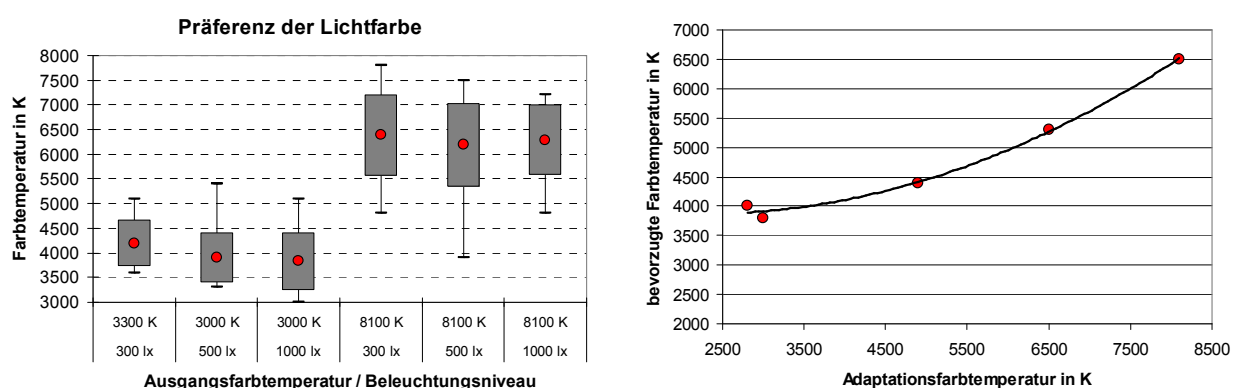 Präferenz der Lichtfarbe
Farbtemperatur in K
8000
7500
7000
6500
6000
5500
5000
4500
4000
3500
3000
3300 K 3000 K 3000 K 8100 K 8100 K 8100 K
300 lx 500 lx 1000 lx 300 lx 500 lx 1000 lx
Ausgangsfarbtemperatur / Beleuchtungsniveau
bevorzugte Farbtemperatur in K
7000
6500
6000
5500
5000
4500
4000
3500
3000
2500
2000
2500 3500 4500 5500 6500 7500 8500
Adaptationsfarbtemperatur in K